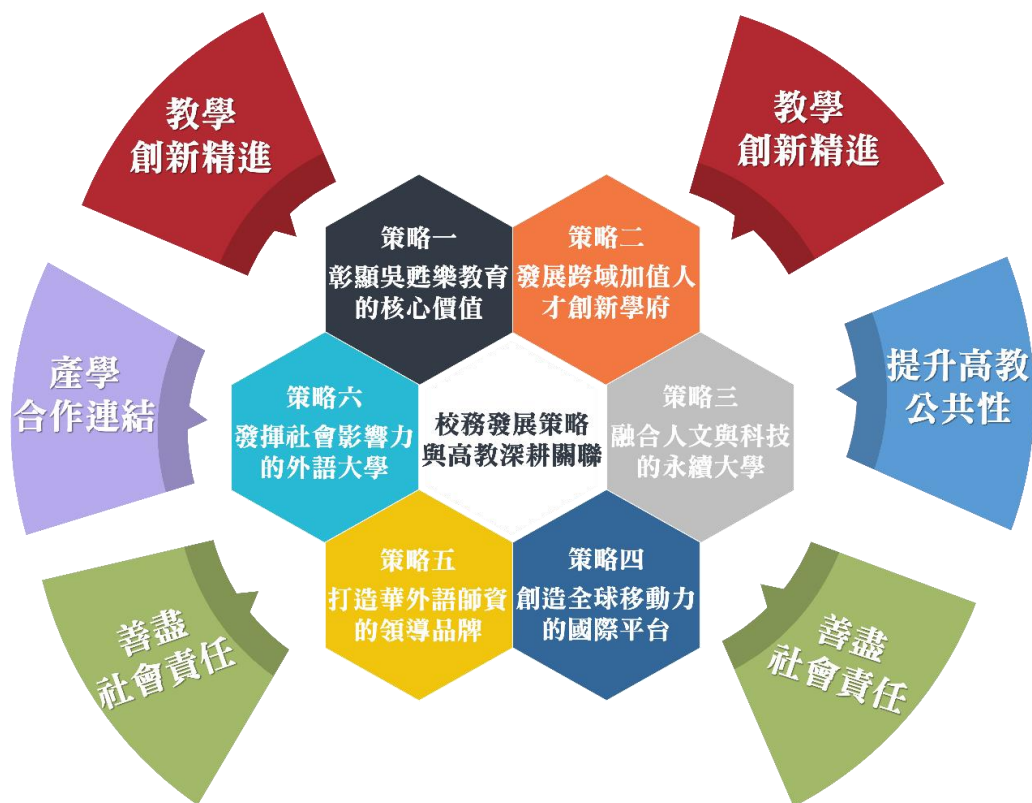 教學
創新精進
教學
創新精進
策略一
彰顯吳甦樂教育
的核心價值
策略二
發展跨域加值人
才創新學府
產學
合作連結
策略六
發揮社會影響力
的外語大學
校務發展策略
與高教深耕關聯
策略三
融合人文與科技
的永續大學
提升高教
公共性
策略五
打造華外語師資
的領導品牌
策略四
創造全球移動力
的國際平台
善盡
社會責任
善盡
社會責任